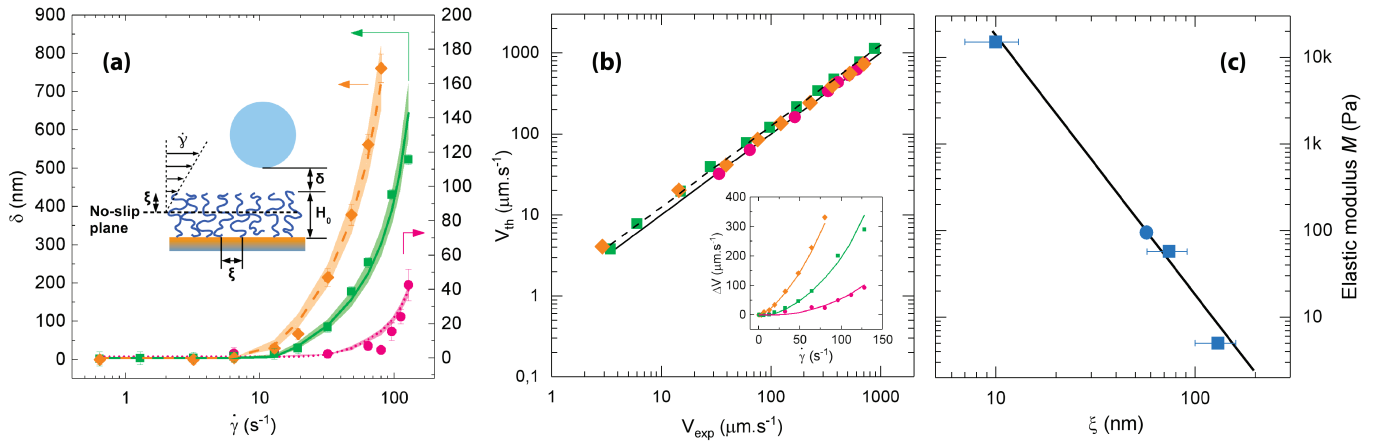 (a)
δ (nm)
900
800
700
600
500
400
300
200
100
0
200
180
160
140
120
100
80
60
40
20
0
γ̇
δ
ξ
H0
No-slip
plane
ξ
1
10
100
γ̇ (s-1)
(b)
Vth (μm.s-1)
1000
100
10
1
0,1
1
10
100
1000
Vexp (μm.s-1)
ΔV (μm.s-1)
400
300
200
100
0
0
50
100
150
γ̇ (s-1)
(c)
10k
1k
100
10
Elastic modulus M (Pa)
10
100
ξ (nm)